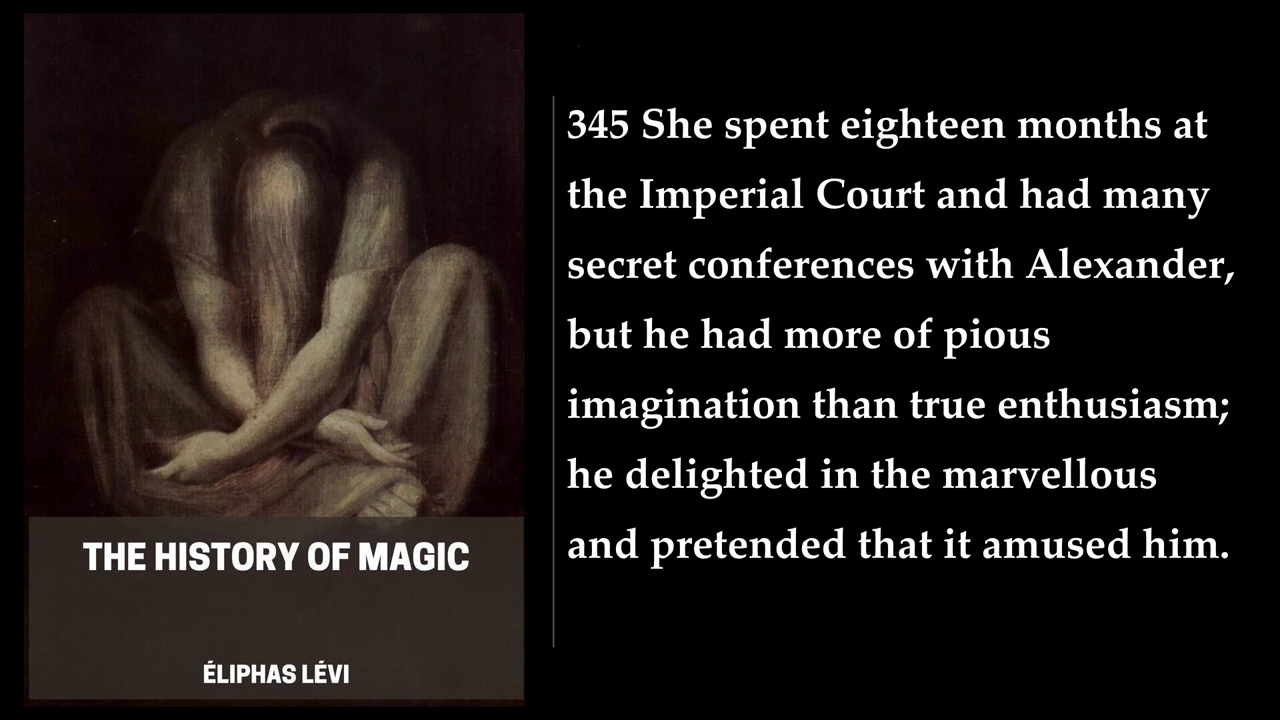 THE HISTORY OF MAGIC
ÉLIPHAS LÉVI
345 She spent eighteen months at
the Imperial Court and had many
secret conferences with Alexander,
but he had more of pious
imagination than true enthusiasm;
he delighted in the marvellous
and pretended that it amused him.